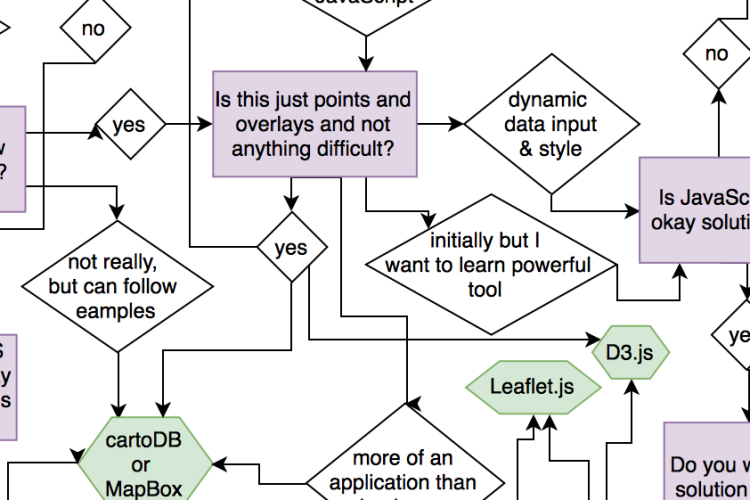 JavaScript
no
no
yes
Is this just points and
overlays and not
anything difficult?
dynamic
data input
& style
?
Is JavaSc
okay soluti
not really,
but can follow
eamples
yes
initially but I
want to learn powerful
tool
ye
D3.js
Leaflet.js
cartoDB
or
MapBox
more of an
application than
Do you w
solution